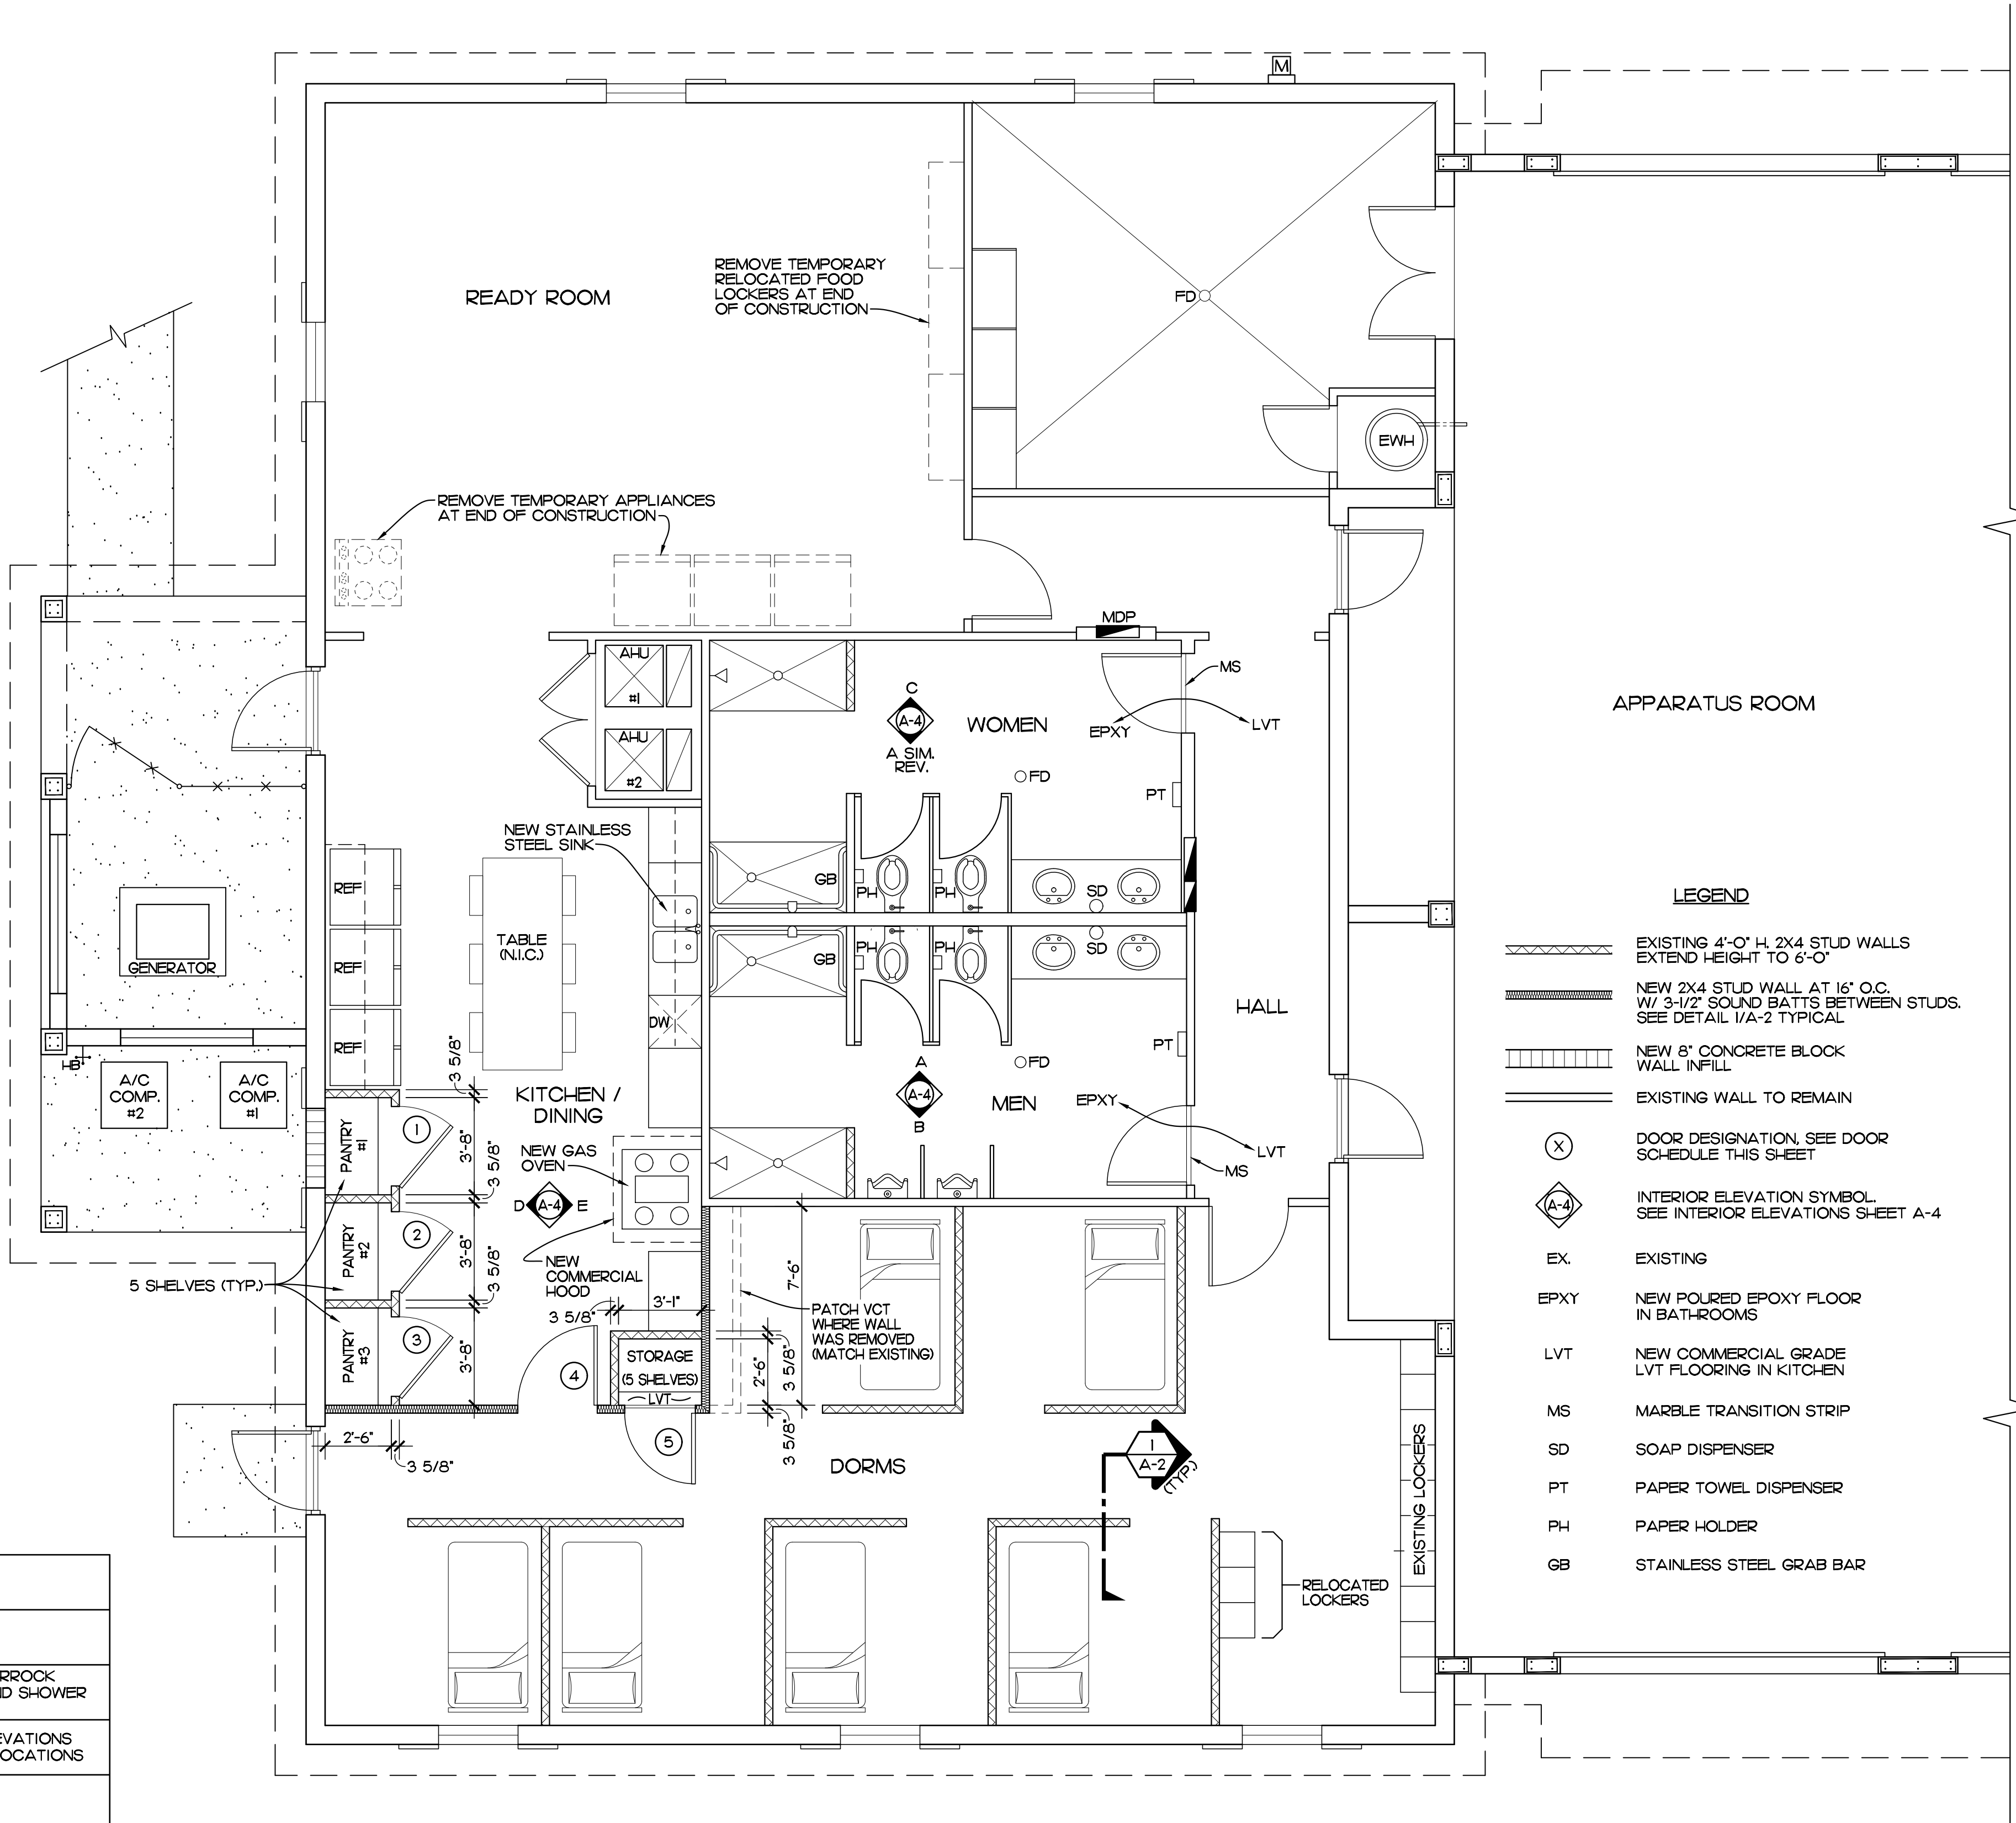 M
READY ROOM
REMOVE TEMPORARY
RELOCATED FOOD
LOCKERS AT END
OF CONSTRUCTION
FD
EWH
REMOVE TEMPORARY APPLIANCES
AT END OF CONSTRUCTION
MDP
AHU
#1
AHU
#2
C
A-4
A SIM.
REV.
WOMEN
MS
EPXY
LVT
FD
PT
APPARATUS ROOM
NEW STAINLESS
STEEL SINK
REF
REF
REF
TABLE
(N.I.C.)
GENERATOR
GB
PH
PH
SD
GB
PH
PH
SD
DW
HALL
HB
A/C
COMP.
#2
A/C
COMP.
#1
3 5/8"
KITCHEN /
DINING
A
A-4
B
FD
MEN
PT
EPXY
LVT
MS
PANTRY
#1
1
3'-8"
3 5/8"
NEW GAS
OVEN
D
A-4
E
PANTRY
#2
2
3'-8"
3 5/8"
5 SHELVES (TYP.)
NEW
COMMERCIAL
HOOD
PANTRY
#3
3
3'-8"
3 5/8"
3'-1"
7'-6"
PATCH VCT
WHERE WALL
WAS REMOVED
(MATCH EXISTING)
4
STORAGE
(5 SHELVES)
LVT
2'-6"
3 5/8"
3 5/8"
5
2'-6"
3 5/8"
DORMS
1
A-2
(TYP.)
EXISTING LOCKERS
RELOCATED
LOCKERS
LEGEND
EXISTING 4'-0" H. 2X4 STUD WALLS
EXTEND HEIGHT TO 6'-0"
NEW 2X4 STUD WALL AT 16" O.C.
W/ 3-1/2" SOUND BATTS BETWEEN STUDS.
SEE DETAIL 1/A-2 TYPICAL
NEW 8" CONCRETE BLOCK
WALL INFILL
EXISTING WALL TO REMAIN
X DOOR DESIGNATION, SEE DOOR
SCHEDULE THIS SHEET
A-4 INTERIOR ELEVATION SYMBOL.
SEE INTERIOR ELEVATIONS SHEET A-4
EX. EXISTING
EPXY NEW POURED EPOXY FLOOR
IN BATHROOMS
LVT NEW COMMERCIAL GRADE
LVT FLOORING IN KITCHEN
MS MARBLE TRANSITION STRIP
SD SOAP DISPENSER
PT PAPER TOWEL DISPENSER
PH PAPER HOLDER
GB STAINLESS STEEL GRAB BAR
RROCK
ND SHOWER
EVATIONS
OCATIONS